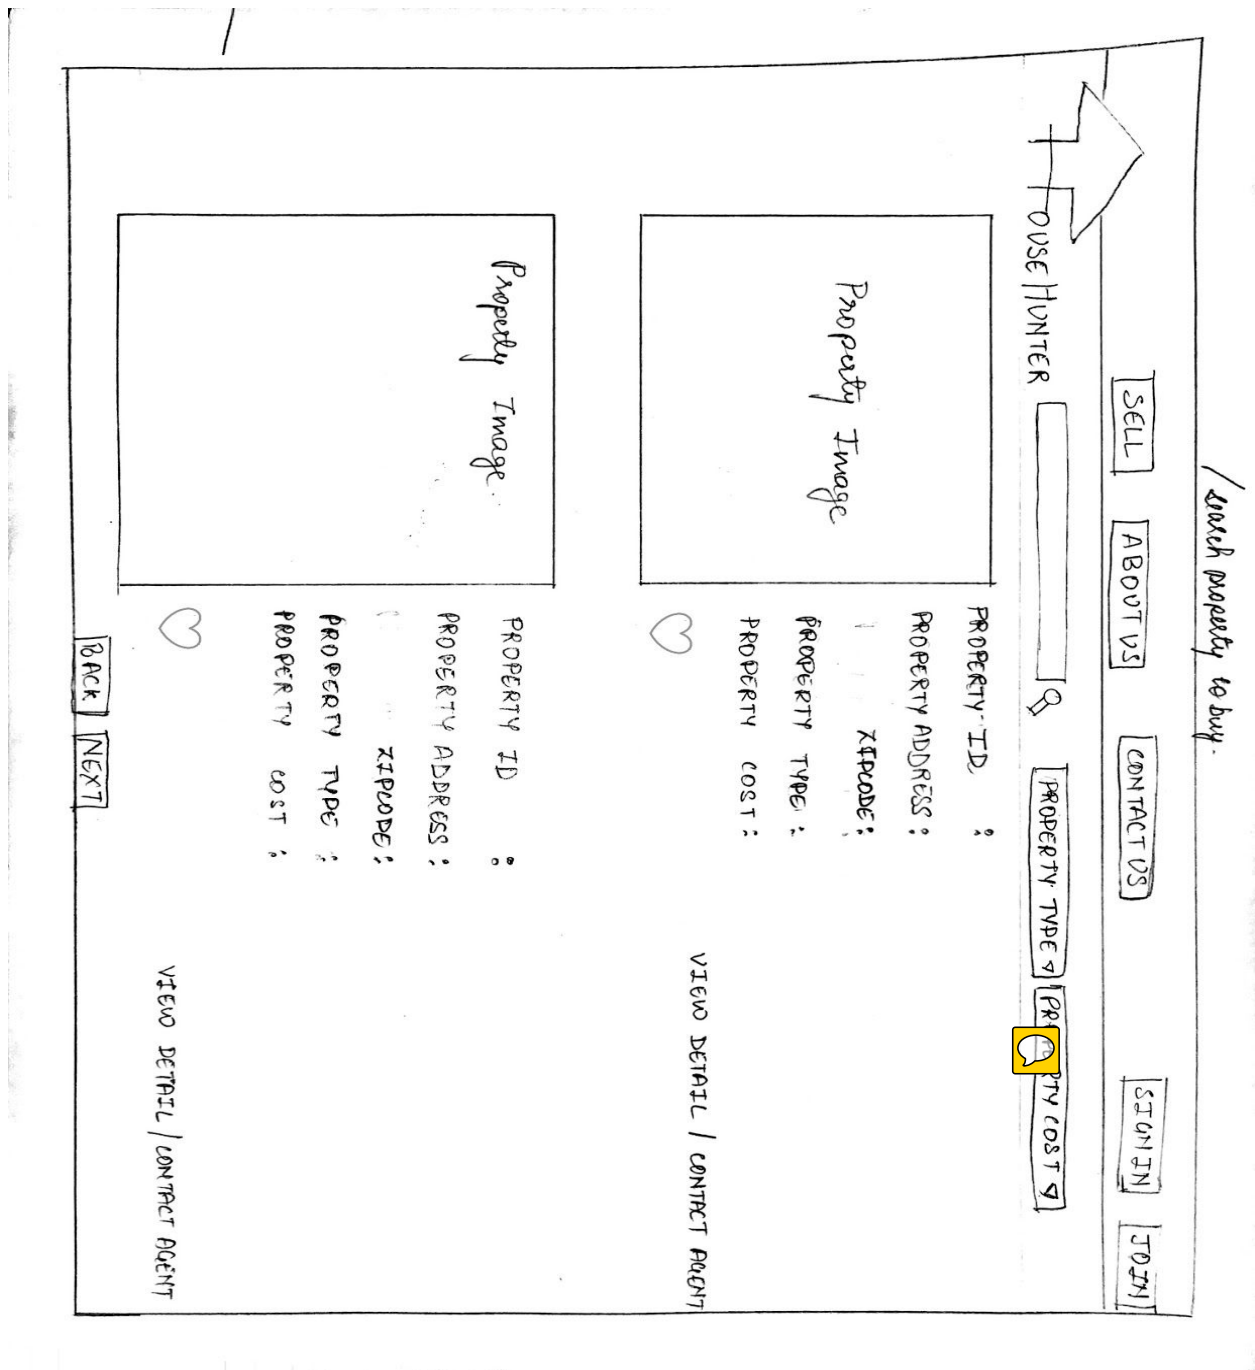 /search property to buy.
SELL ABOUT US CONTACT US SIGN IN JOIN
HOUSE HUNTER PROPERTY TYPE PROPERTY COST
Property Image
PROPERTY ID :
PROPERTY ADDRESS :
ZIPCODE :
PROPERTY TYPE :
PROPERTY COST :
VIEW DETAIL / CONTACT AGENT
Property Image.
PROPERTY ID :
PROPERTY ADDRESS :
ZIPCODE :
PROPERTY TYPE :
PROPERTY COST :
VIEW DETAIL / CONTACT AGENT
BACK NEXT